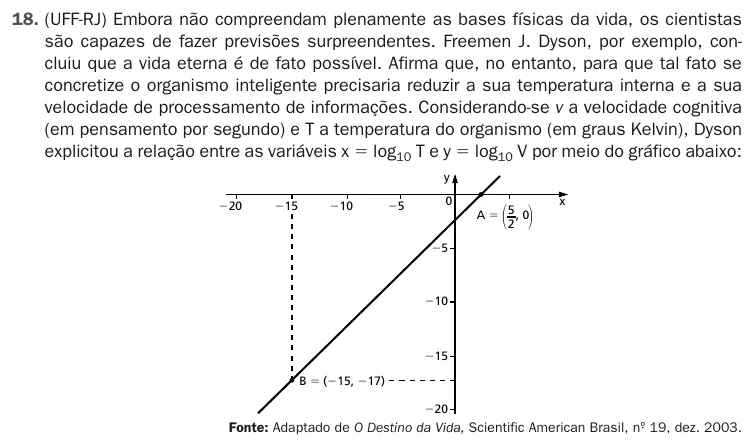 18. (UFF-RJ) Embora não compreendam plenamente as bases físicas da vida, os cientistas
são capazes de fazer previsões surpreendentes. Freemen J. Dyson, por exemplo, con-
cluiu que a vida eterna é de fato possível. Afirma que, no entanto, para que tal fato se
concretize o organismo inteligente precisaria reduzir a sua temperatura interna e a sua
velocidade de processamento de informações. Considerando-se v a velocidade cognitiva
(em pensamento por segundo) e T a temperatura do organismo (em graus Kelvin), Dyson
explicitou a relação entre as variáveis x = log₁₀ T e y = log₁₀ V por meio do gráfico abaixo:
y
−20 −15 −10 −5 0 x
A = (5/2, 0)
−5
−10
−15
B = (−15, −17)
−20
Fonte: Adaptado de O Destino da Vida, Scientific American Brasil, nº 19, dez. 2003.